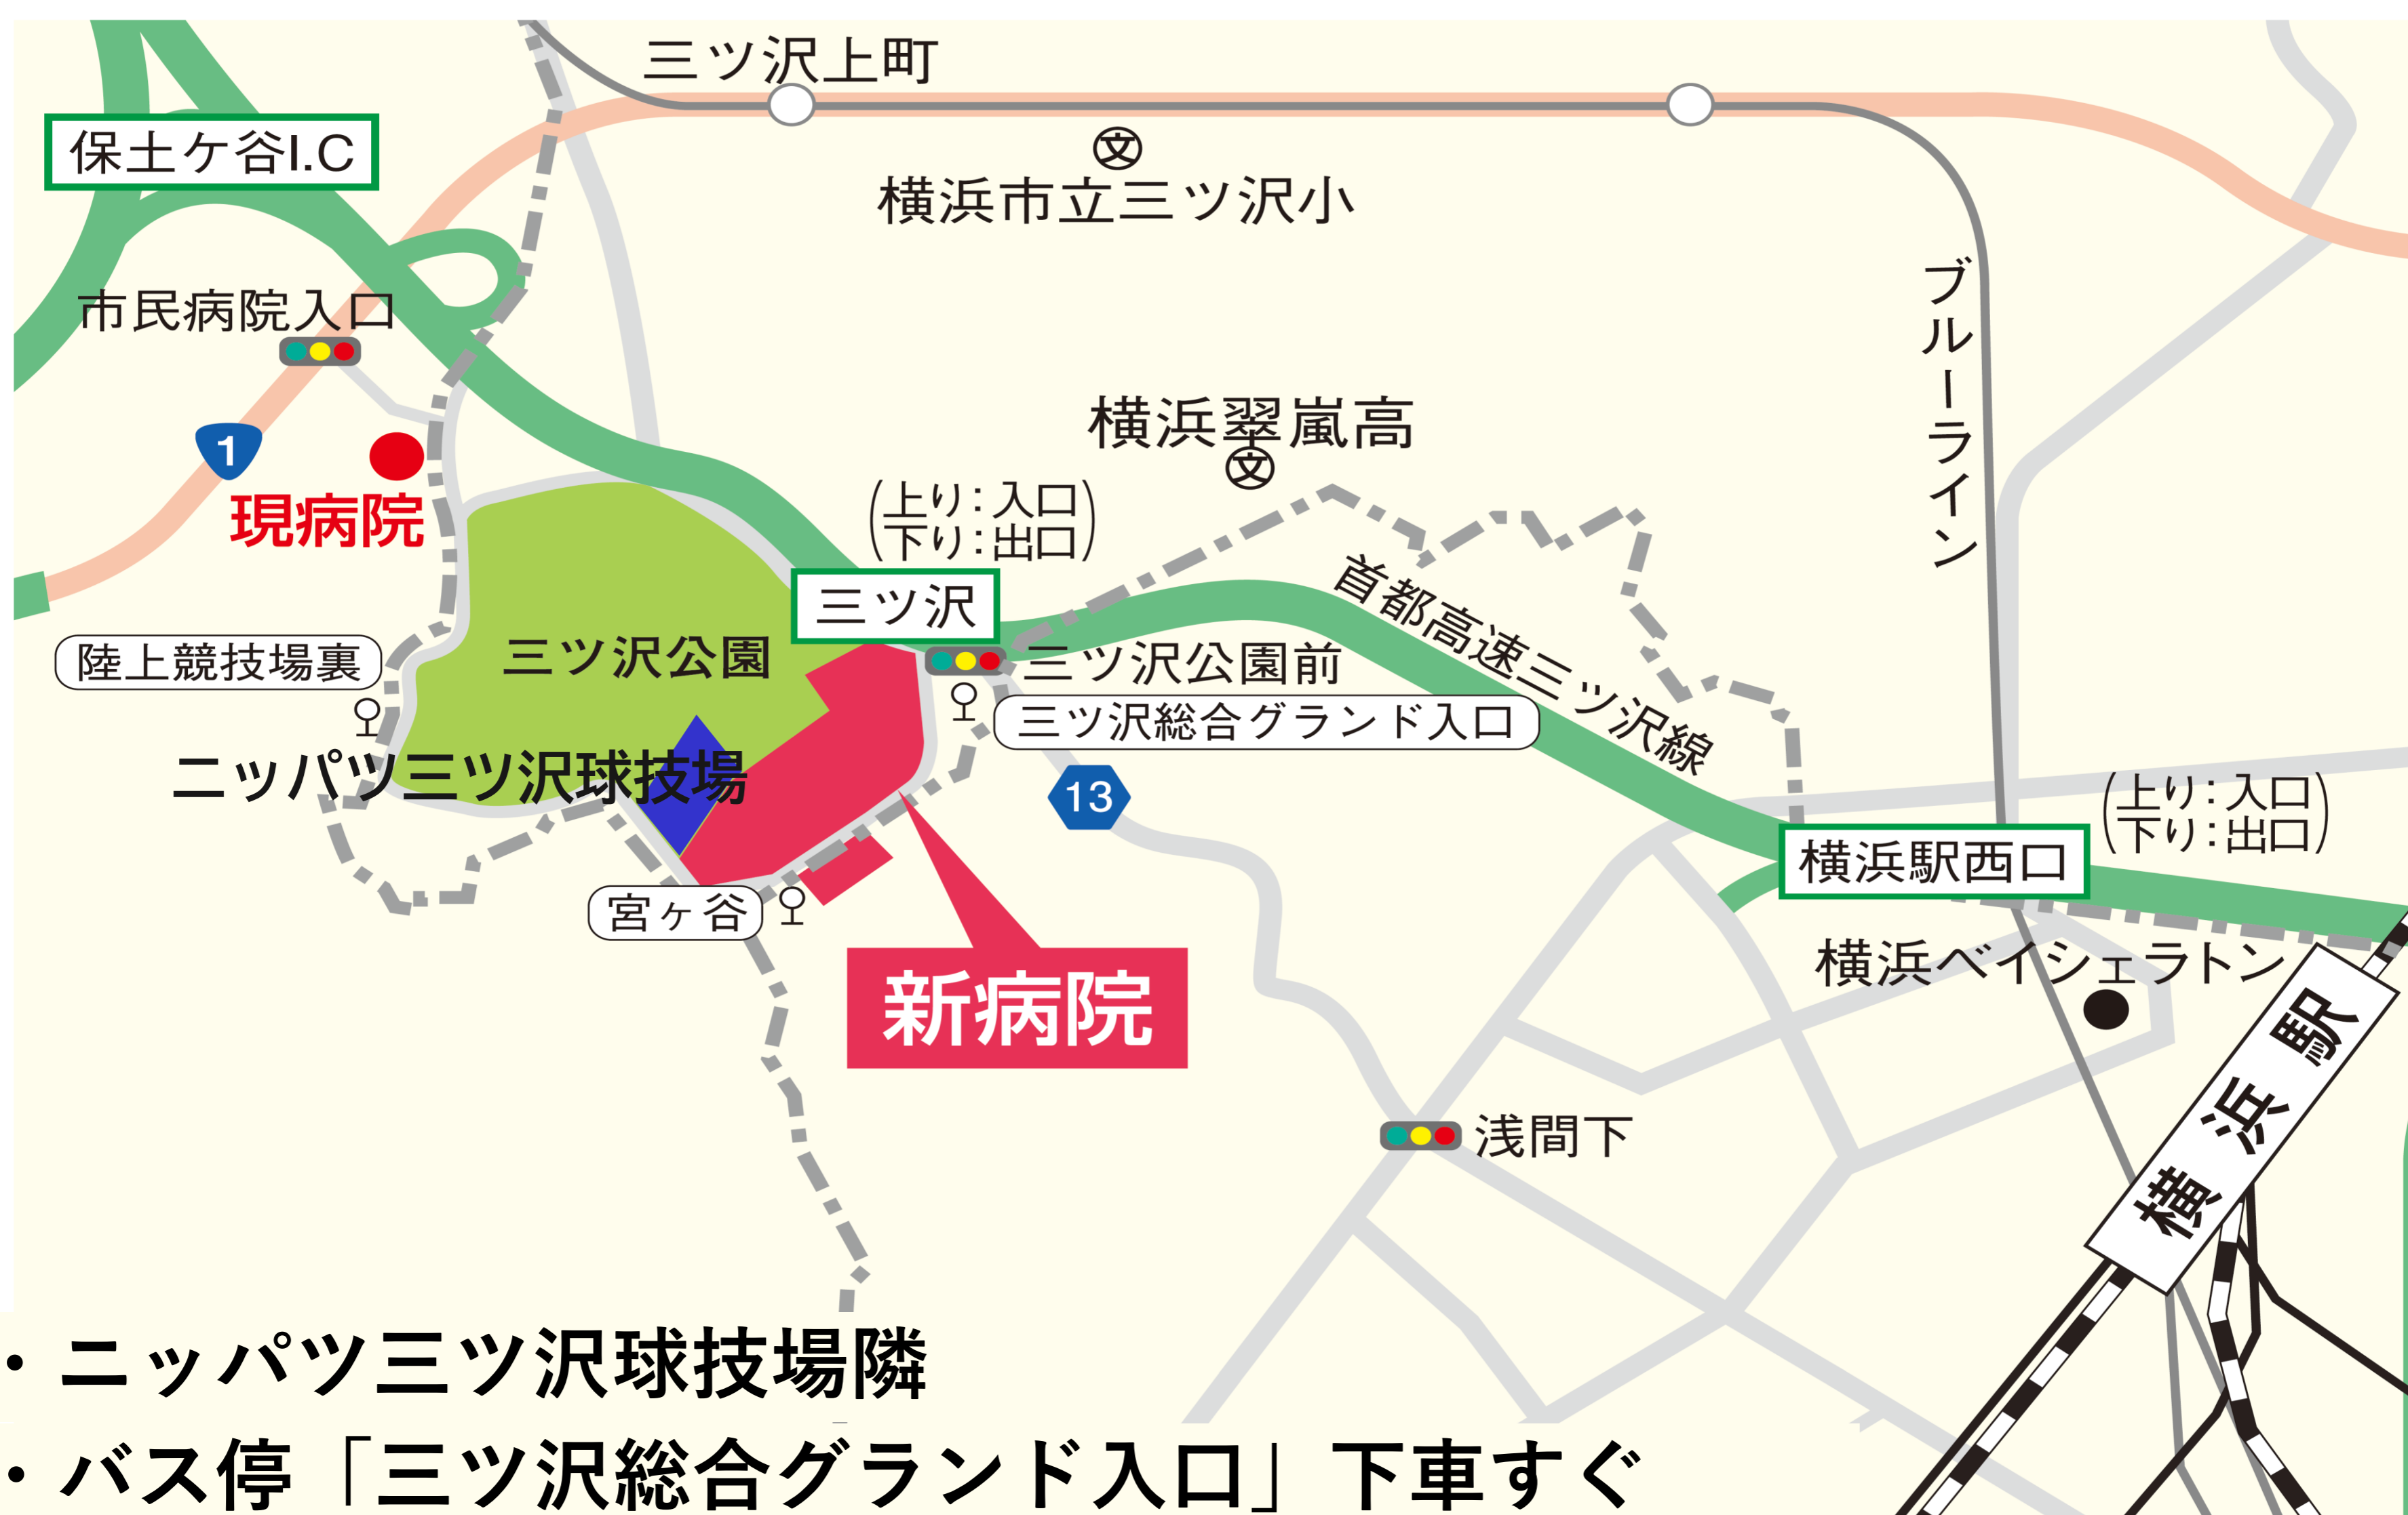 三ツ沢上町
保土ケ谷I.C
横浜市立三ツ沢小
ブルーライン
市民病院入口
1
現病院
横浜翠嵐高
文
文
(上り:入口
下り:出口)
三ツ沢
首都高速三ツ沢線
三ツ沢公園
三ツ沢公園前
陸上競技場裏
三ツ沢総合グランド入口
ニッパツ三ツ沢球技場
13
(上り:入口
下り:出口)
横浜駅西口
宮ヶ谷
横浜ベイシェラトン
新病院
横浜駅
浅間下
・ニッパツ三ツ沢球技場隣
・バス停「三ツ沢総合グランド入口」下車すぐ